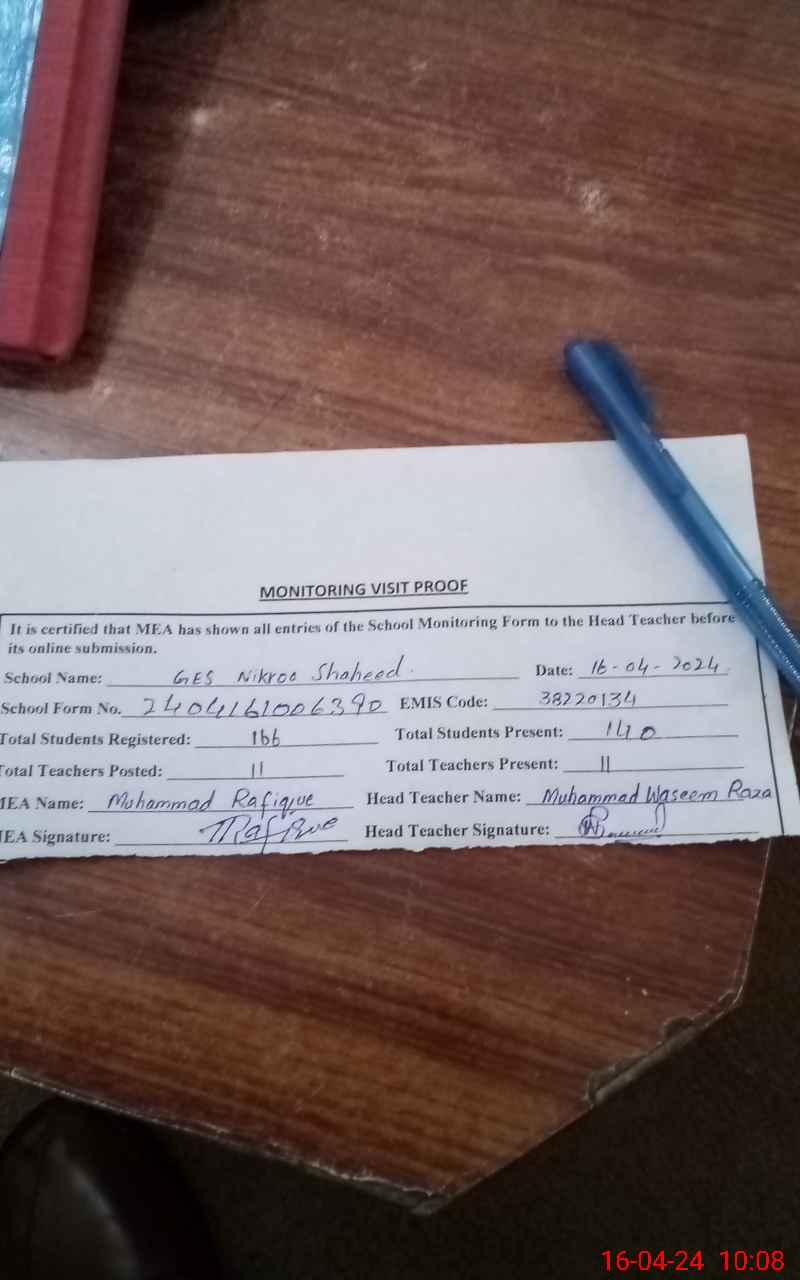 MONITORING VISIT PROOF
It is certified that MEA has shown all entries of the School Monitoring Form to the Head Teacher before
its online submission.
School Name: GES Nikroo Shaheed. Date: 16-04-2024
School Form No. 2404161006390 EMIS Code: 38220134
Total Students Registered: 166 Total Students Present: 140
Total Teachers Posted: 11 Total Teachers Present: 11
MEA Name: Muhammad Rafique Head Teacher Name: Muhammad Waseem Raza
MEA Signature: MRafique Head Teacher Signature:
16-04-24 10:08